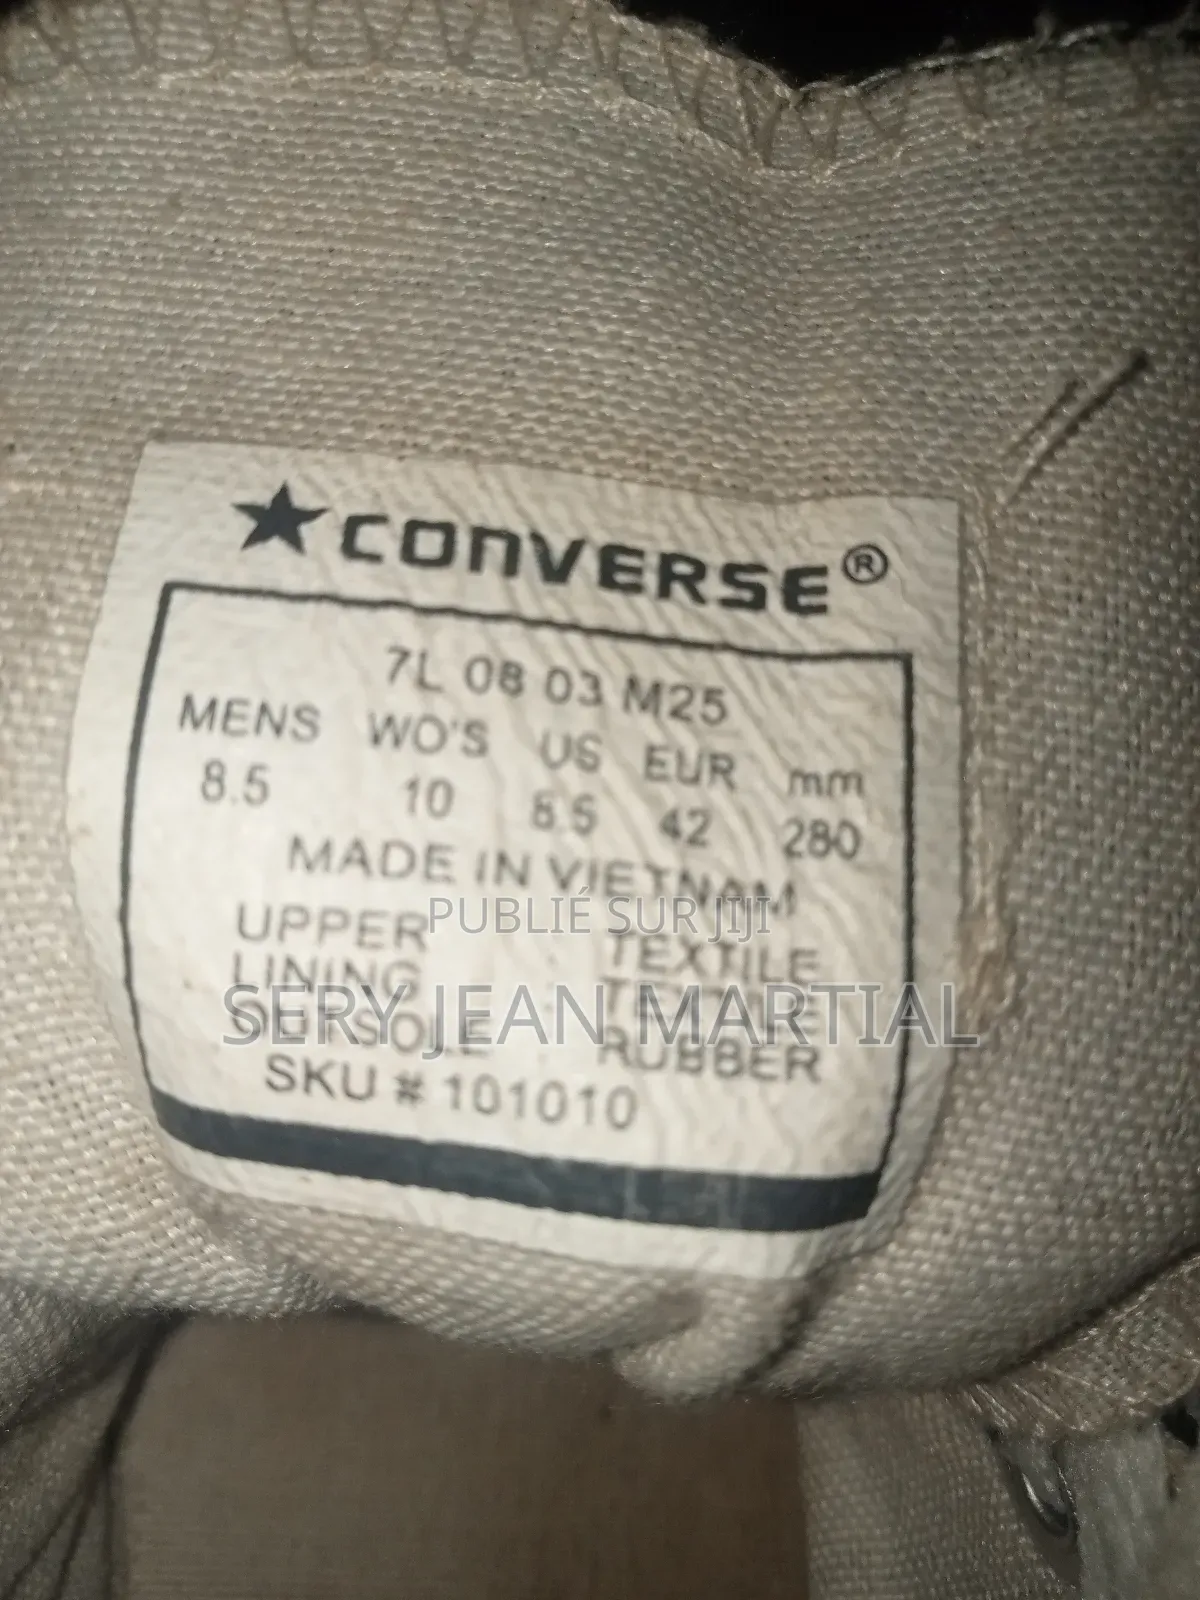 ★CONVERSE®
7L 08 03 M25
MENS WO'S US EUR mm
8.5 10 8.5 42 280
MADE IN VIETNAM
PUBLIÉ SUR JIJI
UPPER TEXTILE
LINING : TEXTILE
SERY JEAN MARTIAL
: RUBBER
SKU # 101010